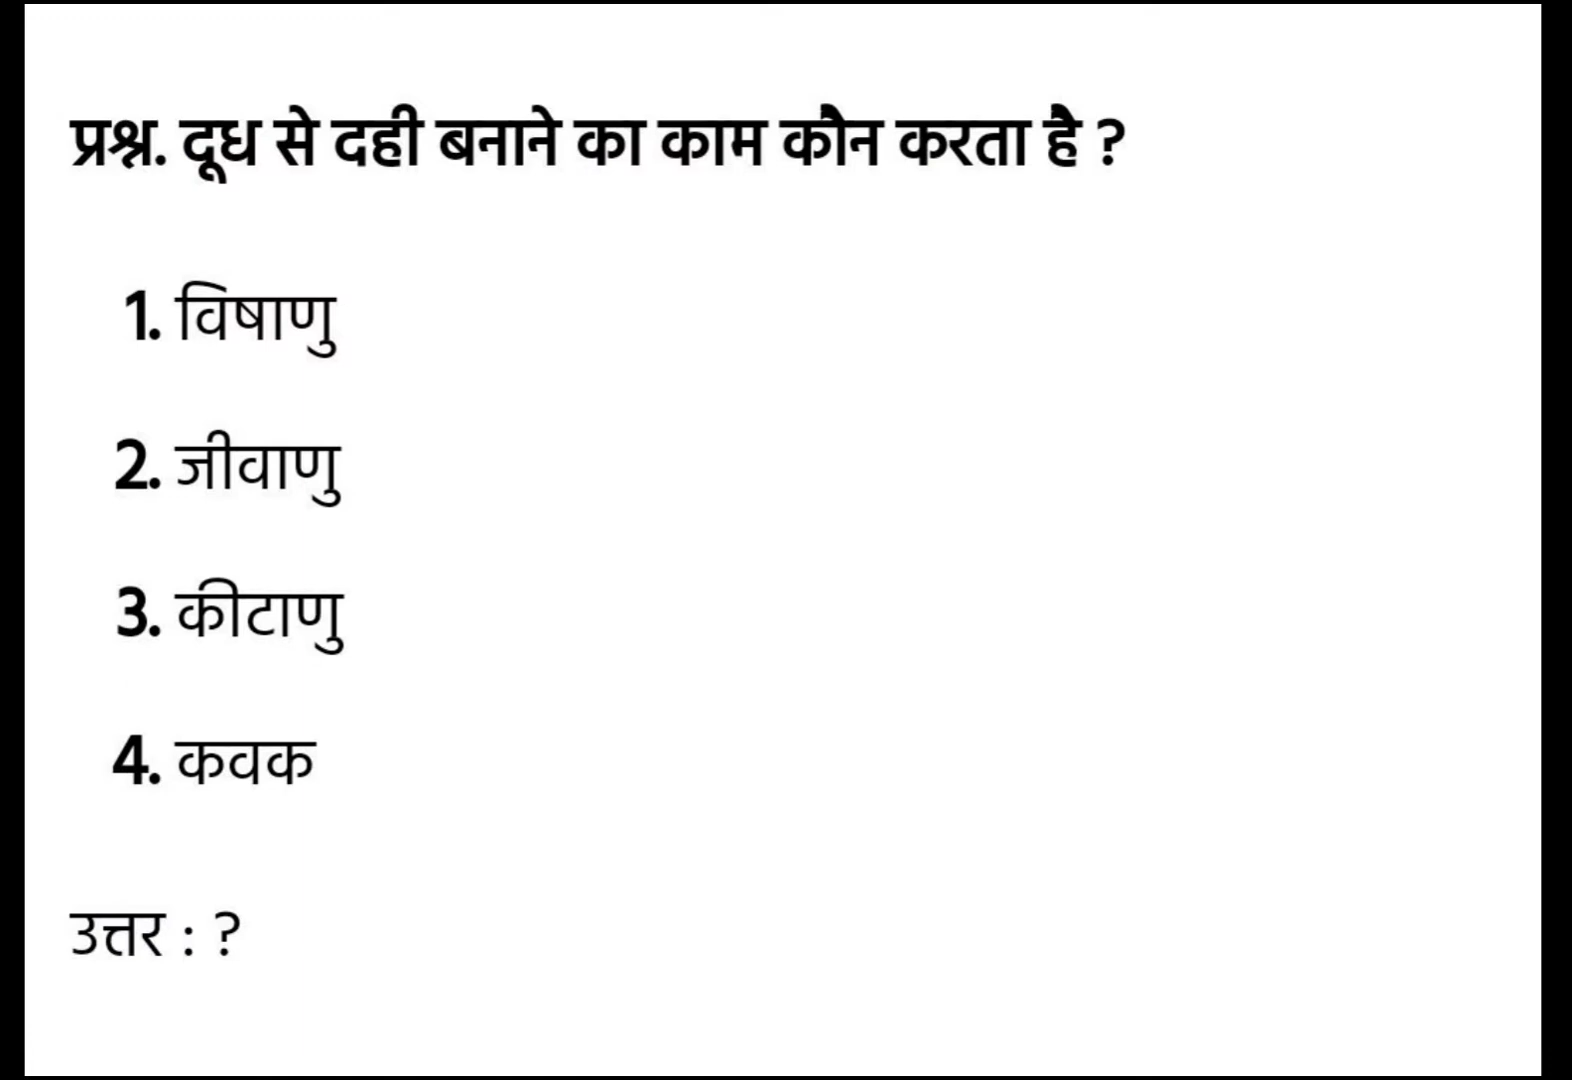 प्रश्न. दूध से दही बनाने का काम कौन करता है ?
1. विषाणु
2. जीवाणु
3. कीटाणु
4. कवक
उत्तर : ?